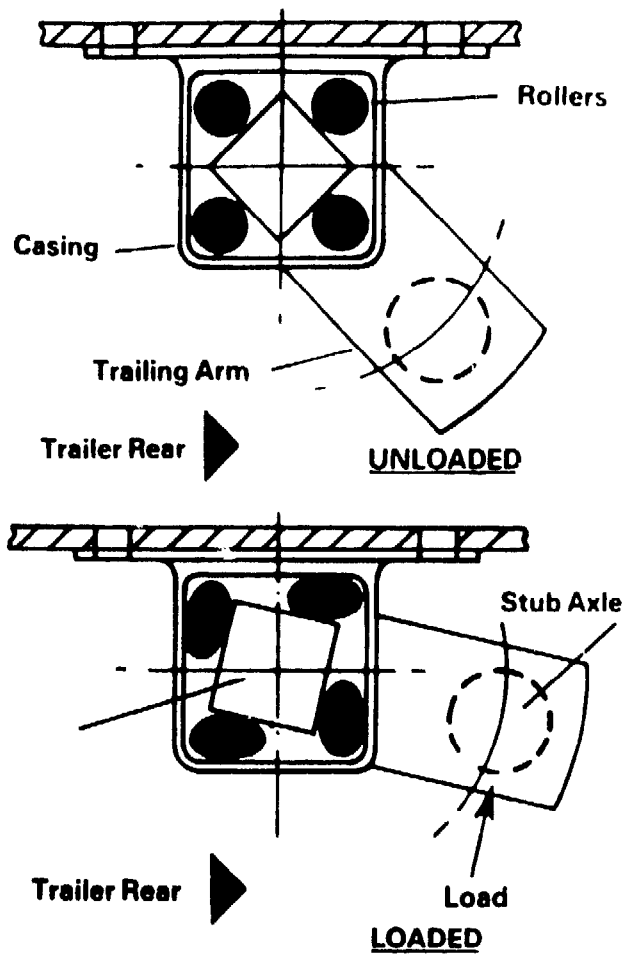 Rollers
Casing
Trailing Arm
Trailer Rear
UNLOADED
Stub Axle
Trailer Rear
Load
LOADED